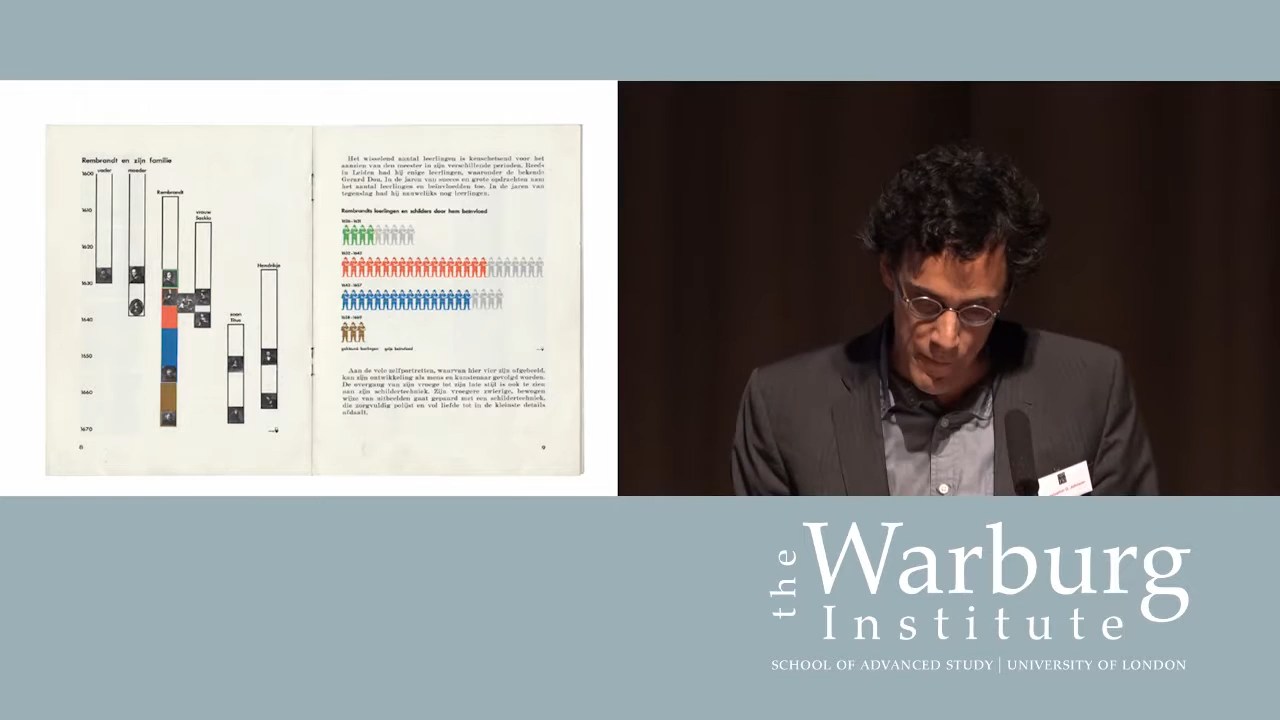 Rembrandt en zijn familie
vader
moeder
Rembrandt
vrouw
Saskia
zoon
Titus
Hendrikje
1600
1610
1620
1630
1640
1650
1660
1670
8
Het wisselend aantal leerlingen is kenschetsend voor het
aanzien van den meester in zijn verschillende perioden. Reeds
in Leiden had hij enige leerlingen, waaronder de bekende
Gerard Dou. In de jaren van succes en grote opdrachten nam
het aantal leerlingen en beïnvloeden toe. In de jaren van
tegenslag had hij nauwelijks nog leerlingen.
Rembrandts leerlingen en schilders door hem beïnvloed
1632-1642
gekleurd: leerlingen grijs: beïnvloed
Aan de vele zelfportretten, waarvan hier vier zijn afgebeeld,
kan zijn ontwikkeling als mens en kunstenaar gevolgd worden.
De overgang van zijn vroege tot zijn late stijl is ook te zien
aan zijn schildertechniek. Zijn vroegere zwierige, bewogen
wijze van uitbeelden gaat gepaard met een schildertechniek,
die zorgvuldig polijst en vol liefde tot in de kleinste details
afdaalt.
9
the Warburg
Institute
SCHOOL OF ADVANCED STUDY | UNIVERSITY OF LONDON